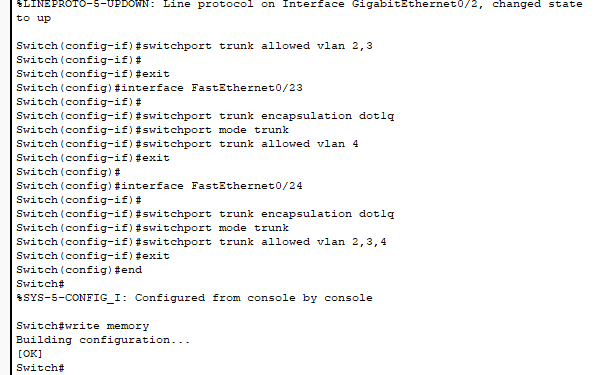 %LINEPROTO-5-UPDOWN: Line protocol on Interface GigabitEthernet0/2, changed state
to up
Switch(config-if)#switchport trunk allowed vlan 2,3
Switch(config-if)#
Switch(config-if)#exit
Switch(config)#interface FastEthernet0/23
Switch(config-if)#
Switch(config-if)#switchport trunk encapsulation dot1q
Switch(config-if)#switchport mode trunk
Switch(config-if)#switchport trunk allowed vlan 4
Switch(config-if)#exit
Switch(config)#
Switch(config)#interface FastEthernet0/24
Switch(config-if)#
Switch(config-if)#switchport trunk encapsulation dot1q
Switch(config-if)#switchport mode trunk
Switch(config-if)#switchport trunk allowed vlan 2,3,4
Switch(config-if)#exit
Switch(config)#end
Switch#
%SYS-5-CONFIG_I: Configured from console by console
Switch#write memory
Building configuration...
[OK]
Switch#